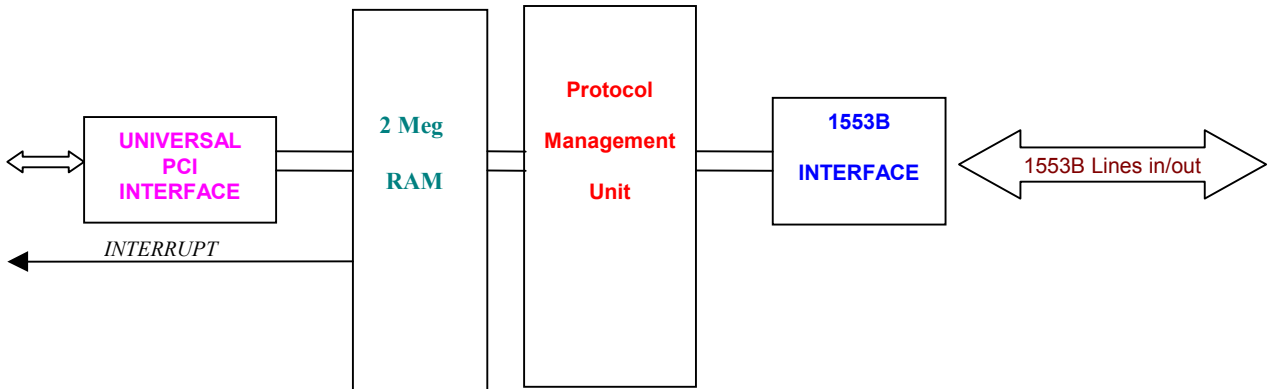 UNIVERSAL
PCI
INTERFACE
INTERRUPT
2 Meg
RAM
Protocol
Management
Unit
1553B
INTERFACE
1553B Lines in/out